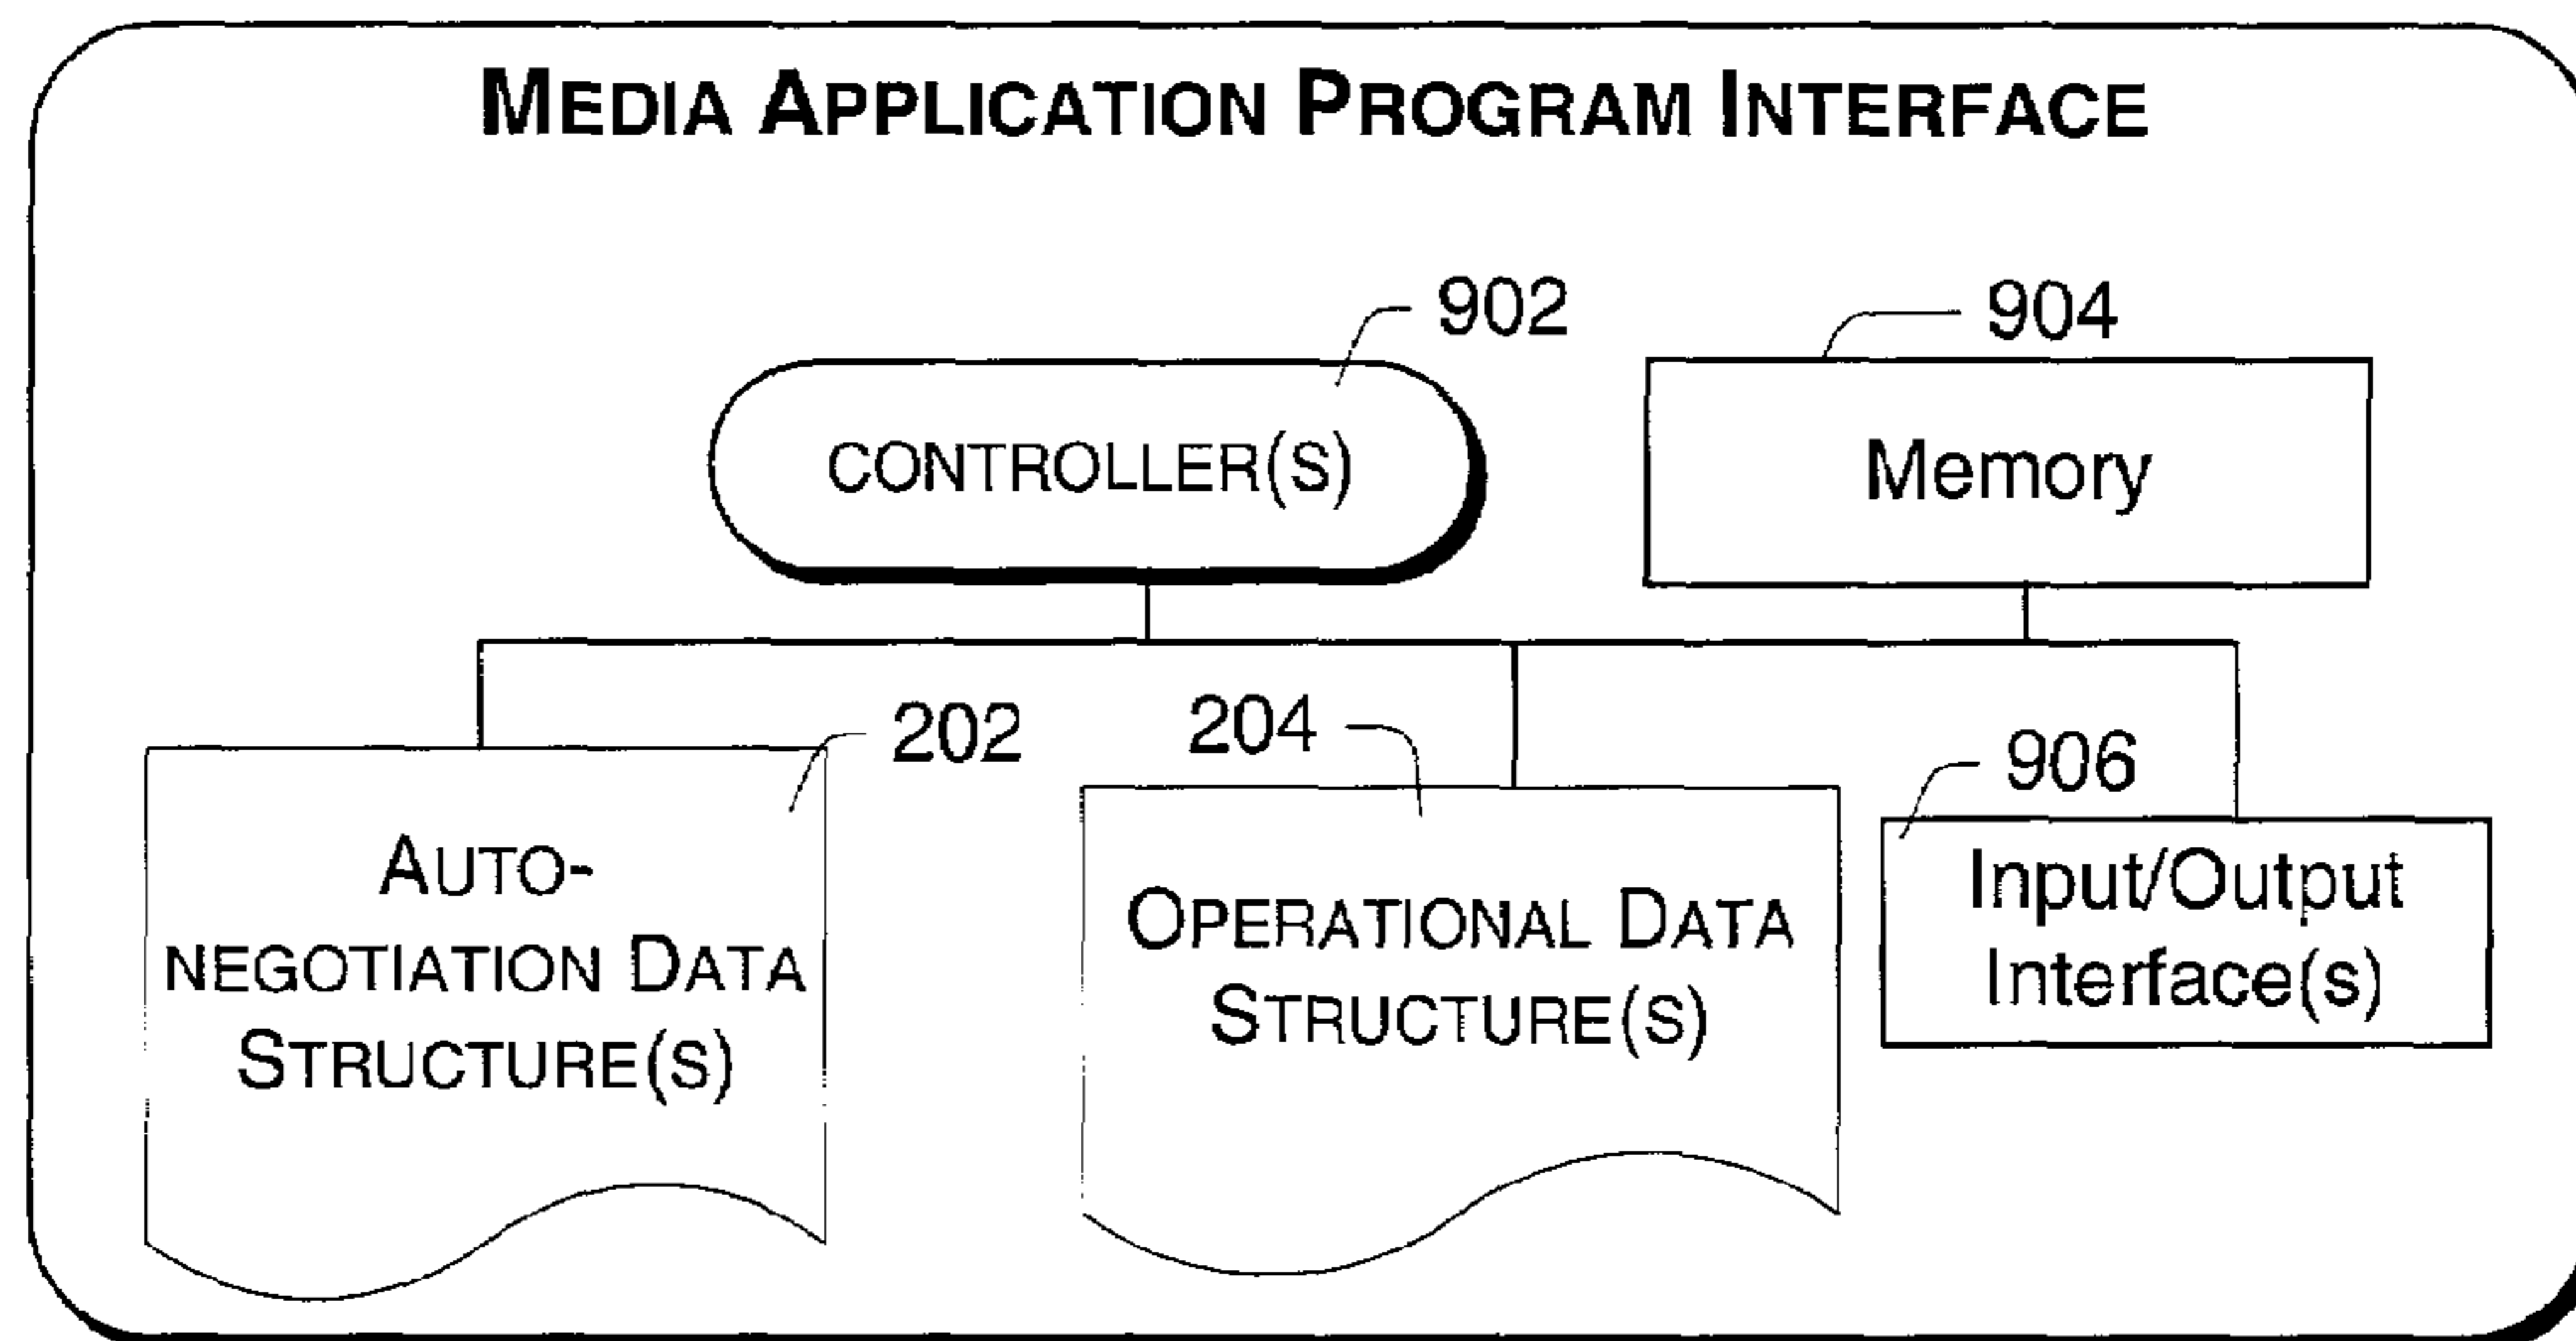 MEDIA APPLICATION PROGRAM INTERFACE
902
904
CONTROLLER(S)
Memory
202
204
906
AUTO-
NEGOTIATION DATA
STRUCTURE(S)
OPERATIONAL DATA
STRUCTURE(S)
Input/Output
Interface(s)